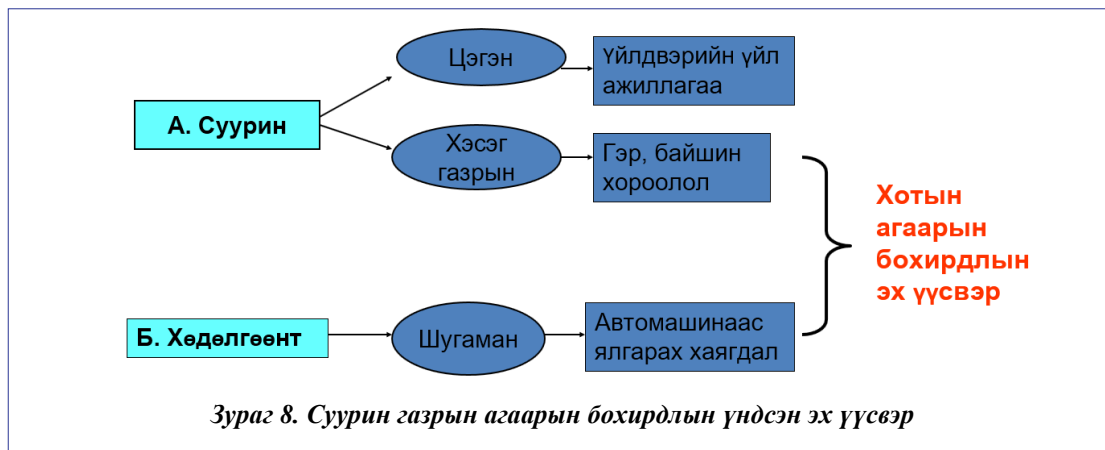 Цэгэн
Үйлдвэрийн үйл
ажиллагаа
А. Суурин
Хэсэг
газрын
Гэр, байшин
хороолол
Хотын
агаарын
бохирдлын
эх үүсвэр
Б. Хөдөлгөөнт
Шугаман
Автомашинаас
ялгарах хаягдал
Зураг 8. Суурин газрын агаарын бохирдлын үндсэн эх үүсвэр